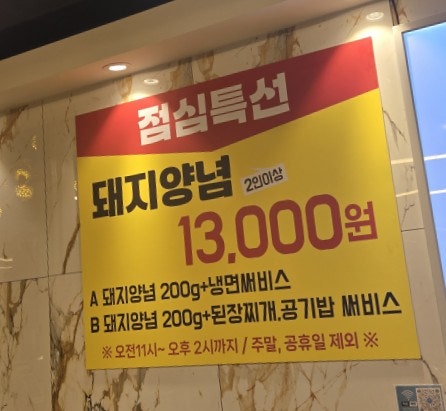 점심특선
돼지양념 2인이상
13,000원
A 돼지양념 200g+냉면써비스
B 돼지양념 200g+된장찌개,공기밥 써비스
※ 오전11시~ 오후 2시까지 / 주말, 공휴일 제외 ※